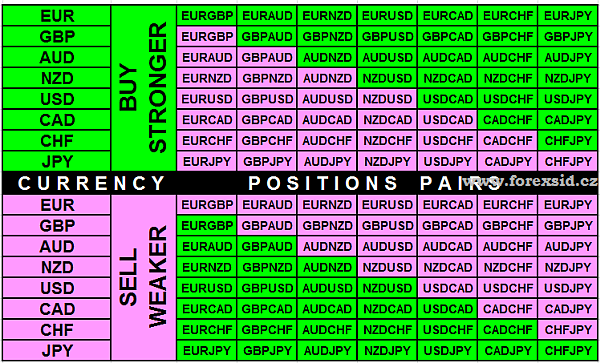 EUR BUY STRONGER EURGBP EURAUD EURNZD EURUSD EURCAD EURCHF EURJPY
GBP EURGBP GBPAUD GBPNZD GBPUSD GBPCAD GBPCHF GBPJPY
AUD EURAUD GBPAUD AUDNZD AUDUSD AUDCAD AUDCHF AUDJPY
NZD EURNZD GBPNZD AUDNZD NZDUSD NZDCAD NZDCHF NZDJPY
USD EURUSD GBPUSD AUDUSD NZDUSD USDCAD USDCHF USDJPY
CAD EURCAD GBPCAD AUDCAD NZDCAD USDCAD CADCHF CADJPY
CHF EURCHF GBPCHF AUDCHF NZDCHF USDCHF CADCHF CHFJPY
JPY EURJPY GBPJPY AUDJPY NZDJPY USDJPY CADJPY CHFJPY
CURRENCY POSITIONS PAIRS www.forexsid.cz
EUR SELL WEAKER EURGBP EURAUD EURNZD EURUSD EURCAD EURCHF EURJPY
GBP EURGBP GBPAUD GBPNZD GBPUSD GBPCAD GBPCHF GBPJPY
AUD EURAUD GBPAUD AUDNZD AUDUSD AUDCAD AUDCHF AUDJPY
NZD EURNZD GBPNZD AUDNZD NZDUSD NZDCAD NZDCHF NZDJPY
USD EURUSD GBPUSD AUDUSD NZDUSD USDCAD USDCHF USDJPY
CAD EURCAD GBPCAD AUDCAD NZDCAD USDCAD CADCHF CADJPY
CHF EURCHF GBPCHF AUDCHF NZDCHF USDCHF CADCHF CHFJPY
JPY EURJPY GBPJPY AUDJPY NZDJPY USDJPY CADJPY CHFJPY